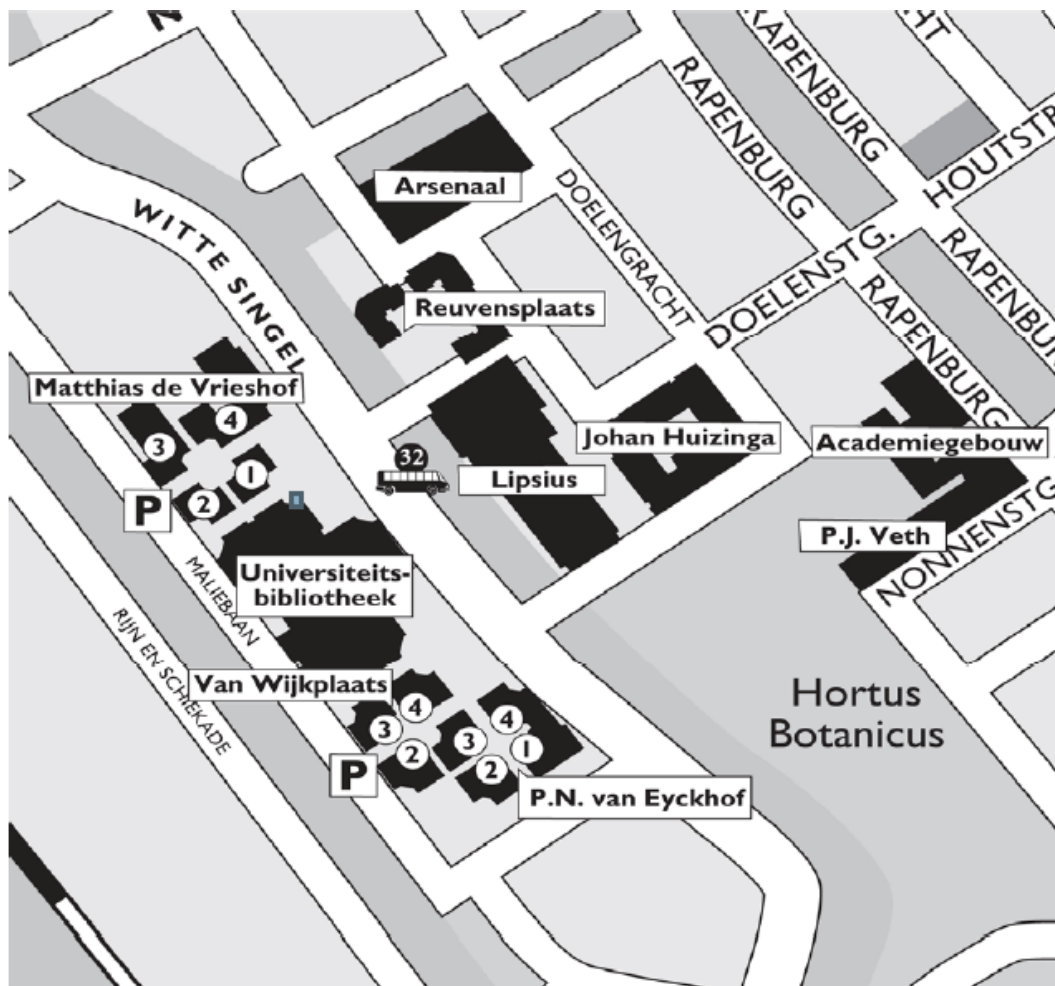 RAPENBURG
RAPENBURG
HOUTSTR
Arsenaal
DOELENGRACHT
DOELENSTG.
WITTE SINGEL
Reuvensplaats
RAPENBURG
RAPENBURG
Matthias de Vrieshof
4
3
1
2
P
32
Johan Huizinga
Academiegebouw
Lipsius
P.J. Veth
NONNENSTG.
Universiteits-
bibliotheek
MALIEBAAN
RIJN EN SCHIEKADE
Van Wijkplaats
4
3
2
4
3
1
2
P
P.N. van Eyckhof
Hortus
Botanicus